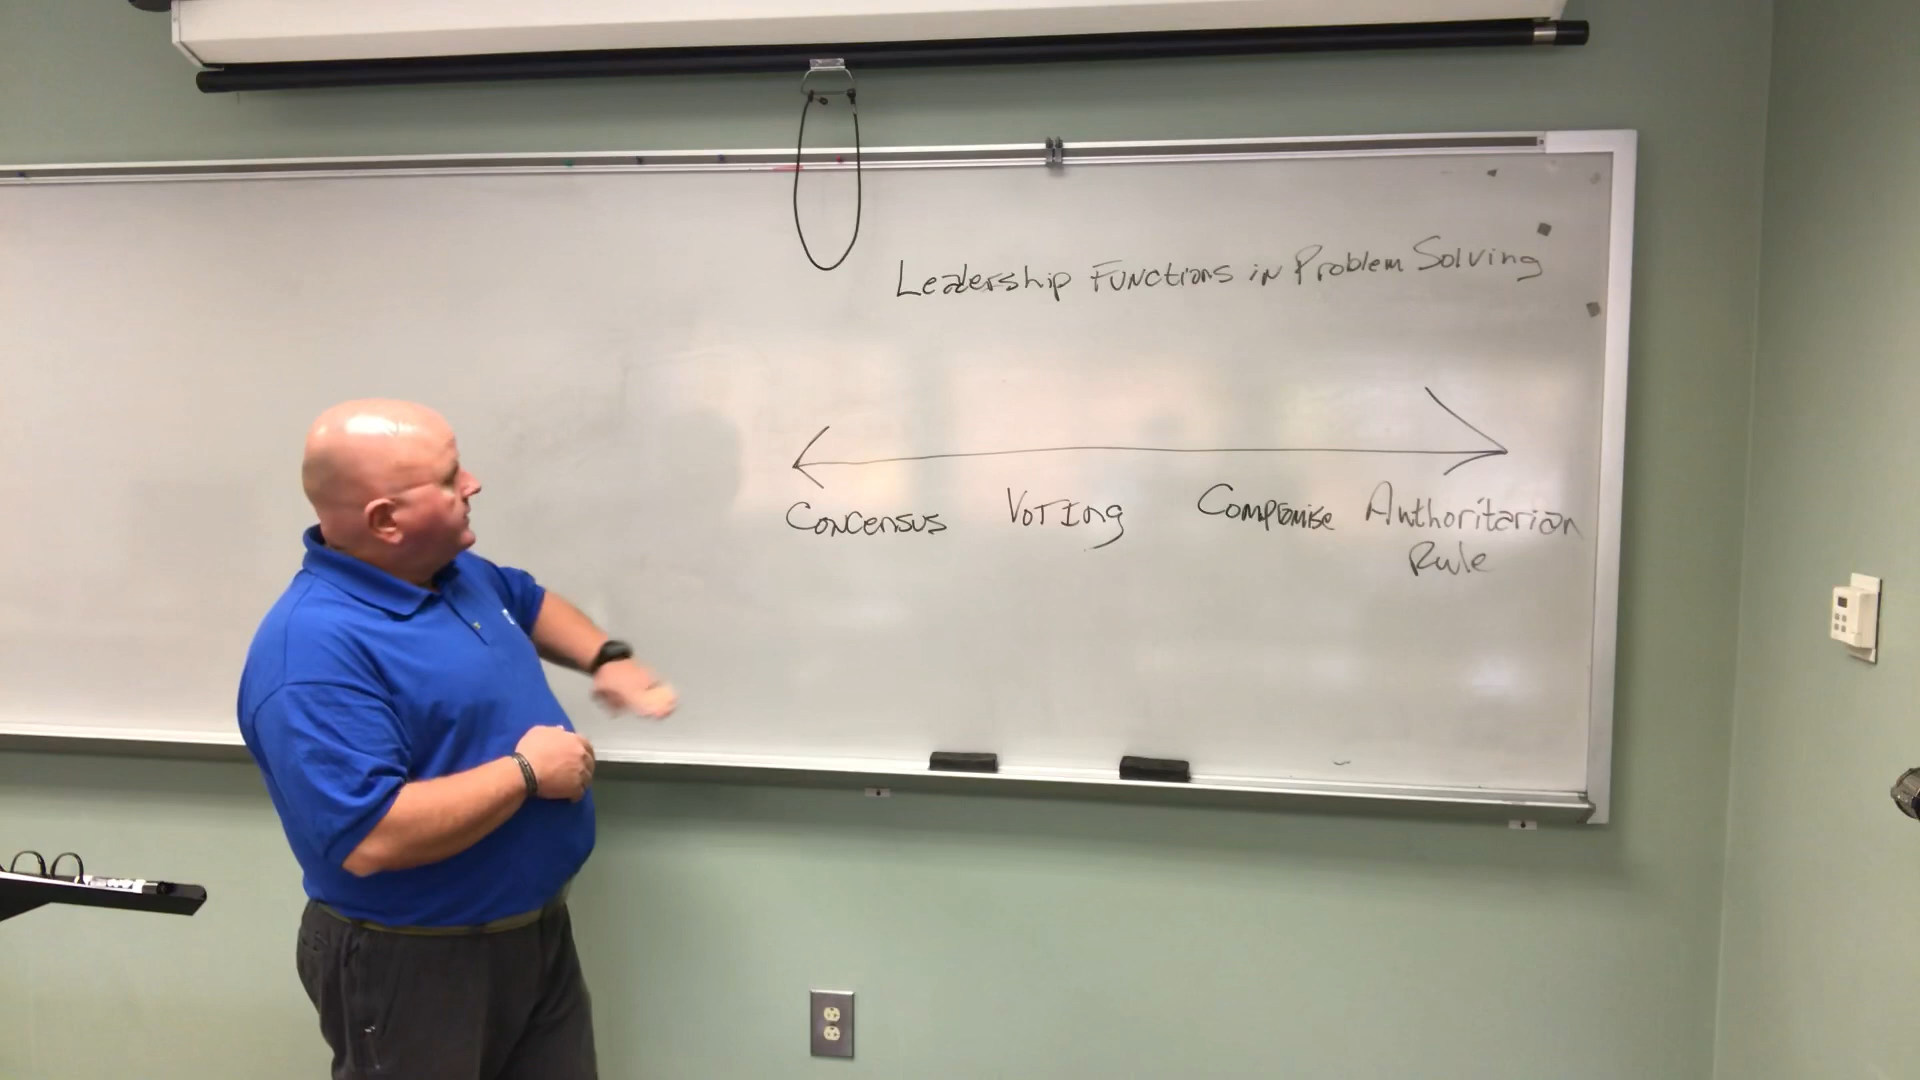 Leadership Functions in Problem Solving
Concensus Voting Compromise Authoritarian
Rule